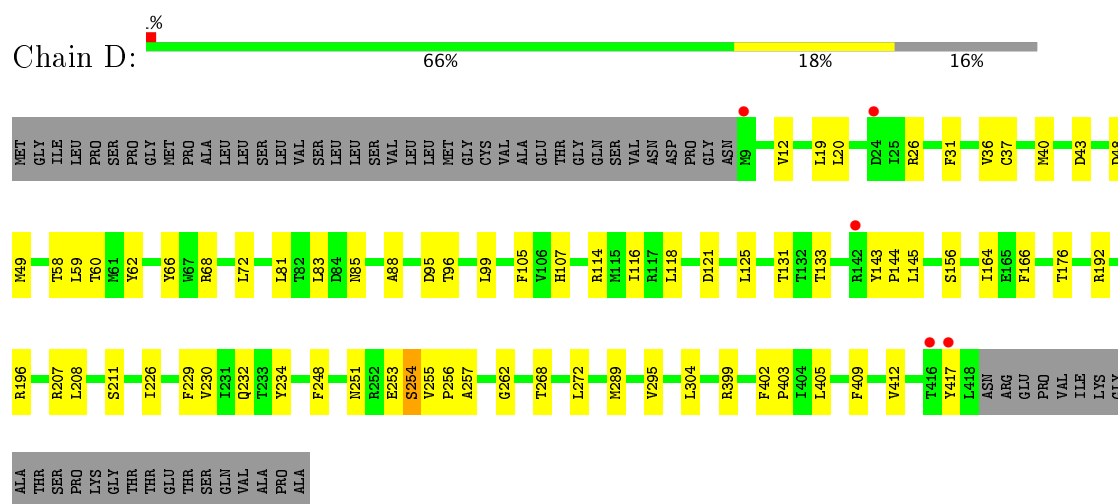 .%
Chain D:
66% 18% 16%
MET GLY ILE LEU PRO SER PRO GLY MET PRO ALA LEU LEU SER LEU VAL SER LEU LEU SER VAL LEU LEU MET GLY CYS VAL ALA GLU THR GLY GLN SER VAL ASN ASP PRO GLY ASN M9 V12 L19 L20 D24 I25 R26 F31 V36 C37 M40 D43 D48
M49 T58 L59 T60 M61 Y62 Y66 W67 R68 L72 L81 T82 L83 D84 N85 A88 D95 T96 L99 F105 V106 H107 R114 M115 I116 R117 L118 D121 L125 T131 T132 T133 R142 Y143 P144 L145 S156 I164 E165 F166 T176 R192
R196 R207 L208 S211 I226 F229 V230 I231 Q232 T233 Y234 F248 N251 R252 E253 S254 V255 P256 A257 G262 T268 L272 M289 V295 L304 R399 F402 P403 I404 L405 F409 V412 T416 Y417 L418 ASN ARG GLU PRO VAL ILE LYS GLY
ALA THR SER PRO LYS GLY THR THR GLU THR SER GLN VAL ALA PRO ALA